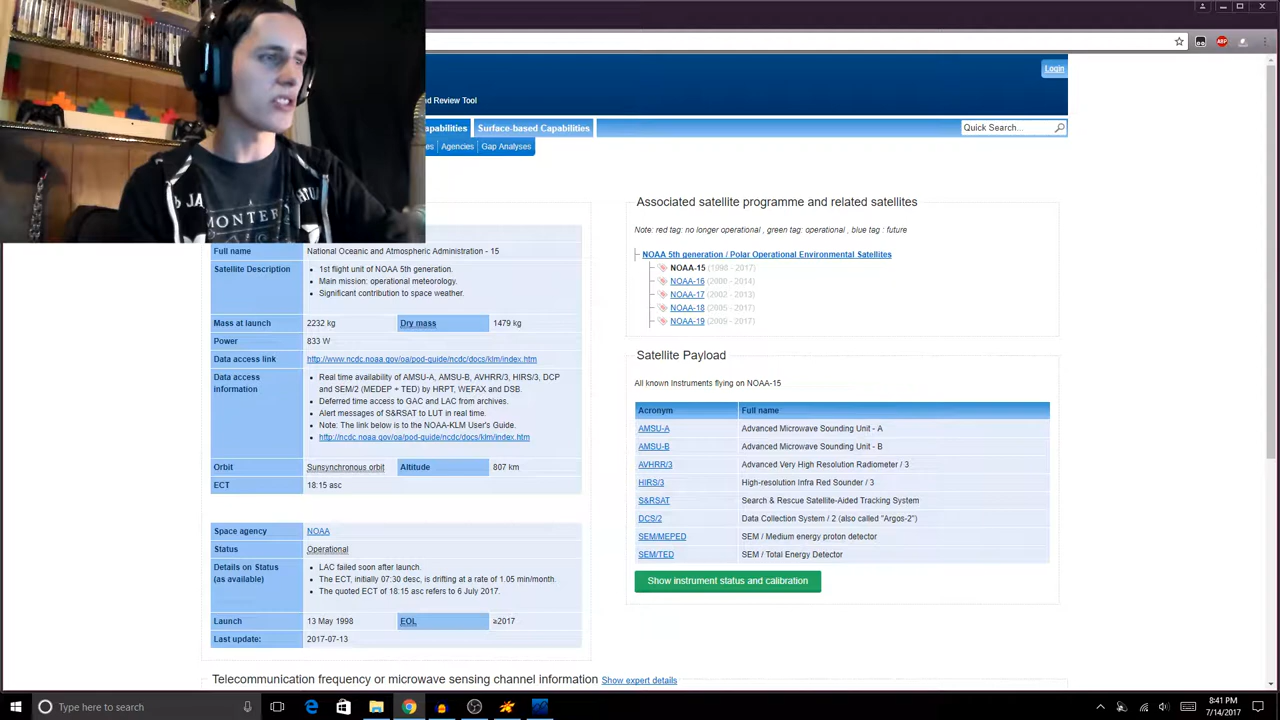 nd Review Tool
Login
apabilities
Surface-based Capabilities
Quick Search...
es
Agencies
Gap Analyses
MONTER
Full name
National Oceanic and Atmospheric Administration - 15
Satellite Description
1st flight unit of NOAA 5th generation.
Main mission: operational meteorology.
Significant contribution to space weather.
Mass at launch
2232 kg
Dry mass
1479 kg
Power
833 W
Data access link
http://www.ncdc.noaa.gov/oa/pod-guide/ncdc/docs/klm/index.htm
Data access information
Real time availability of AMSU-A, AMSU-B, AVHRR/3, HIRS/3, DCP
and SEM/2 (MEDEP + TED) by HRPT, WEFAX and DSB.
Deferred time access to GAC and LAC from archives.
Alert messages of S&RSAT to LUT in real time.
Note: The link below is to the NOAA-KLM User's Guide.
http://ncdc.noaa.gov/oa/pod-guide/ncdc/docs/klm/index.htm
Orbit
Sunsynchronous orbit
Altitude
807 km
ECT
18:15 asc
Space agency
NOAA
Status
Operational
Details on Status
(as available)
LAC failed soon after launch.
The ECT, initially 07:30 desc, is drifting at a rate of 1.05 min/month.
The quoted ECT of 18:15 asc refers to 6 July 2017.
Launch
13 May 1998
EOL
≥2017
Last update:
2017-07-13
Associated satellite programme and related satellites
Note: red tag: no longer operational , green tag: operational , blue tag : future
NOAA 5th generation / Polar Operational Environmental Satellites
NOAA-15 (1998 - 2017)
NOAA-16 (2000 - 2014)
NOAA-17 (2002 - 2013)
NOAA-18 (2005 - 2017)
NOAA-19 (2009 - 2017)
Satellite Payload
All known Instruments flying on NOAA-15
Acronym
Full name
AMSU-A
Advanced Microwave Sounding Unit - A
AMSU-B
Advanced Microwave Sounding Unit - B
AVHRR/3
Advanced Very High Resolution Radiometer / 3
HIRS/3
High-resolution Infra Red Sounder / 3
S&RSAT
Search & Rescue Satellite-Aided Tracking System
DCS/2
Data Collection System / 2 (also called "Argos-2")
SEM/MEPED
SEM / Medium energy proton detector
SEM/TED
SEM / Total Energy Detector
Show instrument status and calibration
Telecommunication frequency or microwave sensing channel information
Show expert details
Type here to search
8:41 PM
7/14/2017